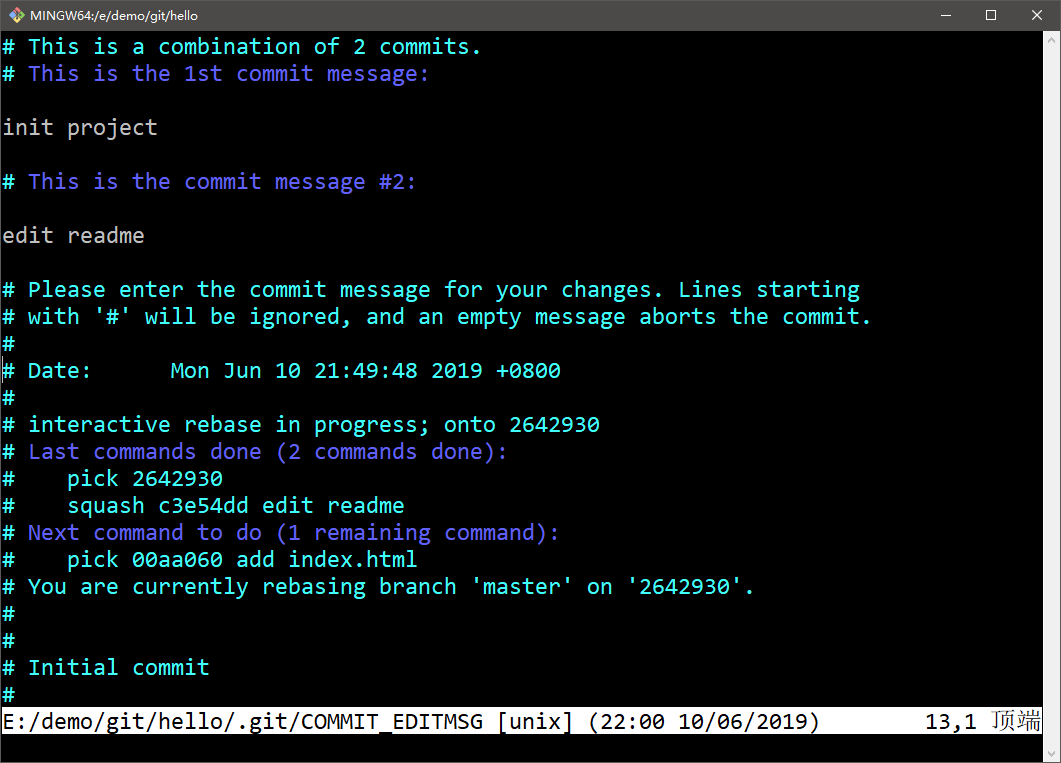 MINGW64:/e/demo/git/hello
# This is a combination of 2 commits.
# This is the 1st commit message:
init project
# This is the commit message #2:
edit readme
# Please enter the commit message for your changes. Lines starting
# with '#' will be ignored, and an empty message aborts the commit.
#
# Date:      Mon Jun 10 21:49:48 2019 +0800
#
# interactive rebase in progress; onto 2642930
# Last commands done (2 commands done):
#    pick 2642930
#    squash c3e54dd edit readme
# Next command to do (1 remaining command):
#    pick 00aa060 add index.html
# You are currently rebasing branch 'master' on '2642930'.
#
#
# Initial commit
#
E:/demo/git/hello/.git/COMMIT_EDITMSG [unix] (22:00 10/06/2019)        13,1 顶端